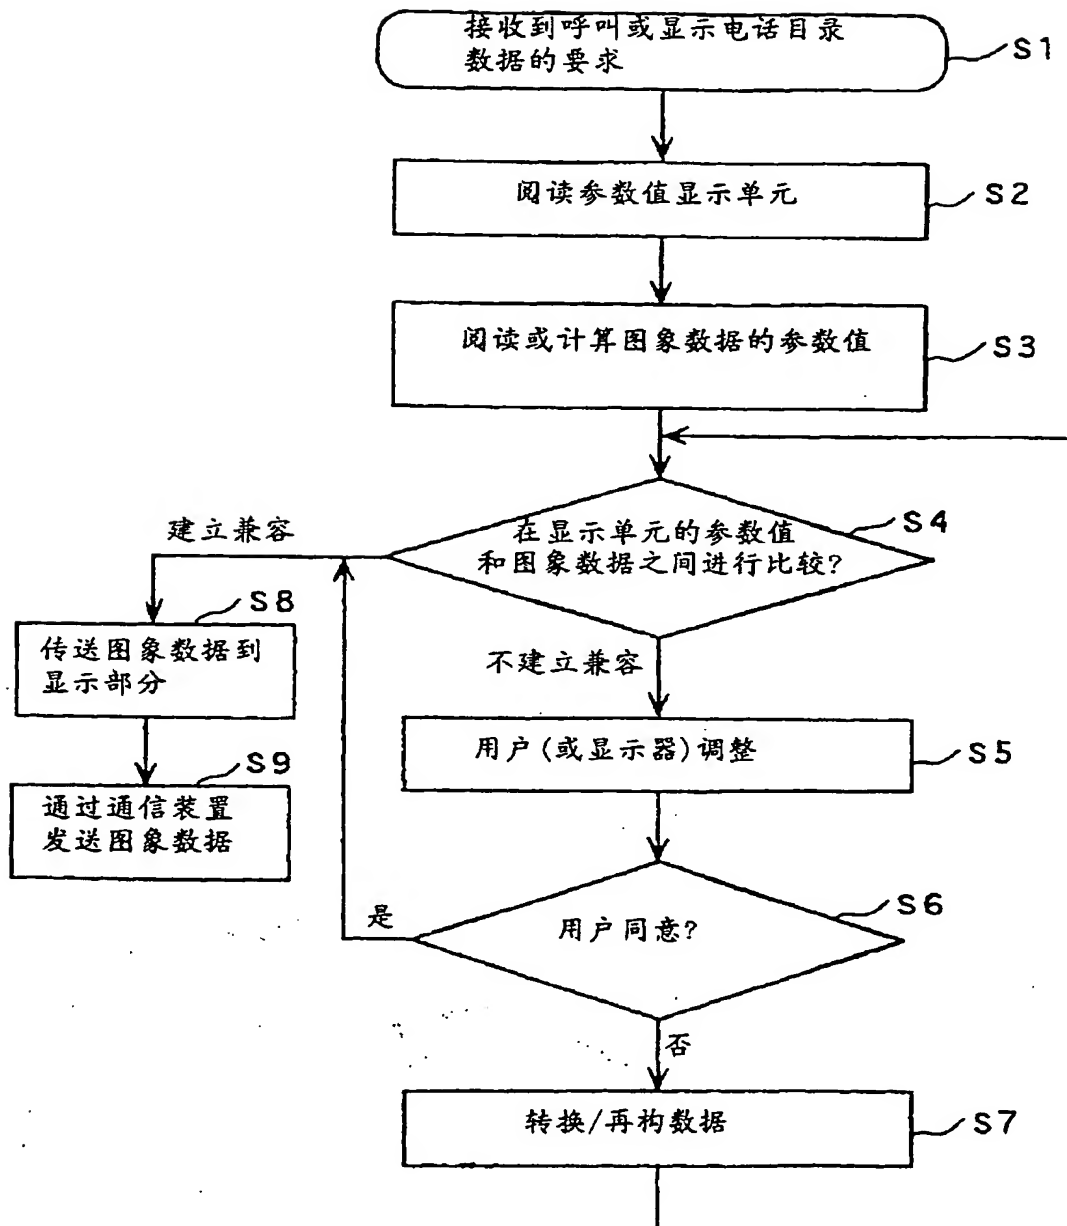 接收到呼叫或显示电话目录
数据的要求
S1
阅读参数值显示单元
S2
阅读或计算图象数据的参数值
S3
在显示单元的参数值
和图象数据之间进行比较?
S4
建立兼容
不建立兼容
S8
传送图象数据到
显示部分
S9
通过通信装置
发送图象数据
用户(或显示器)调整
S5
用户同意?
S6
是
否
转换/再构数据
S7